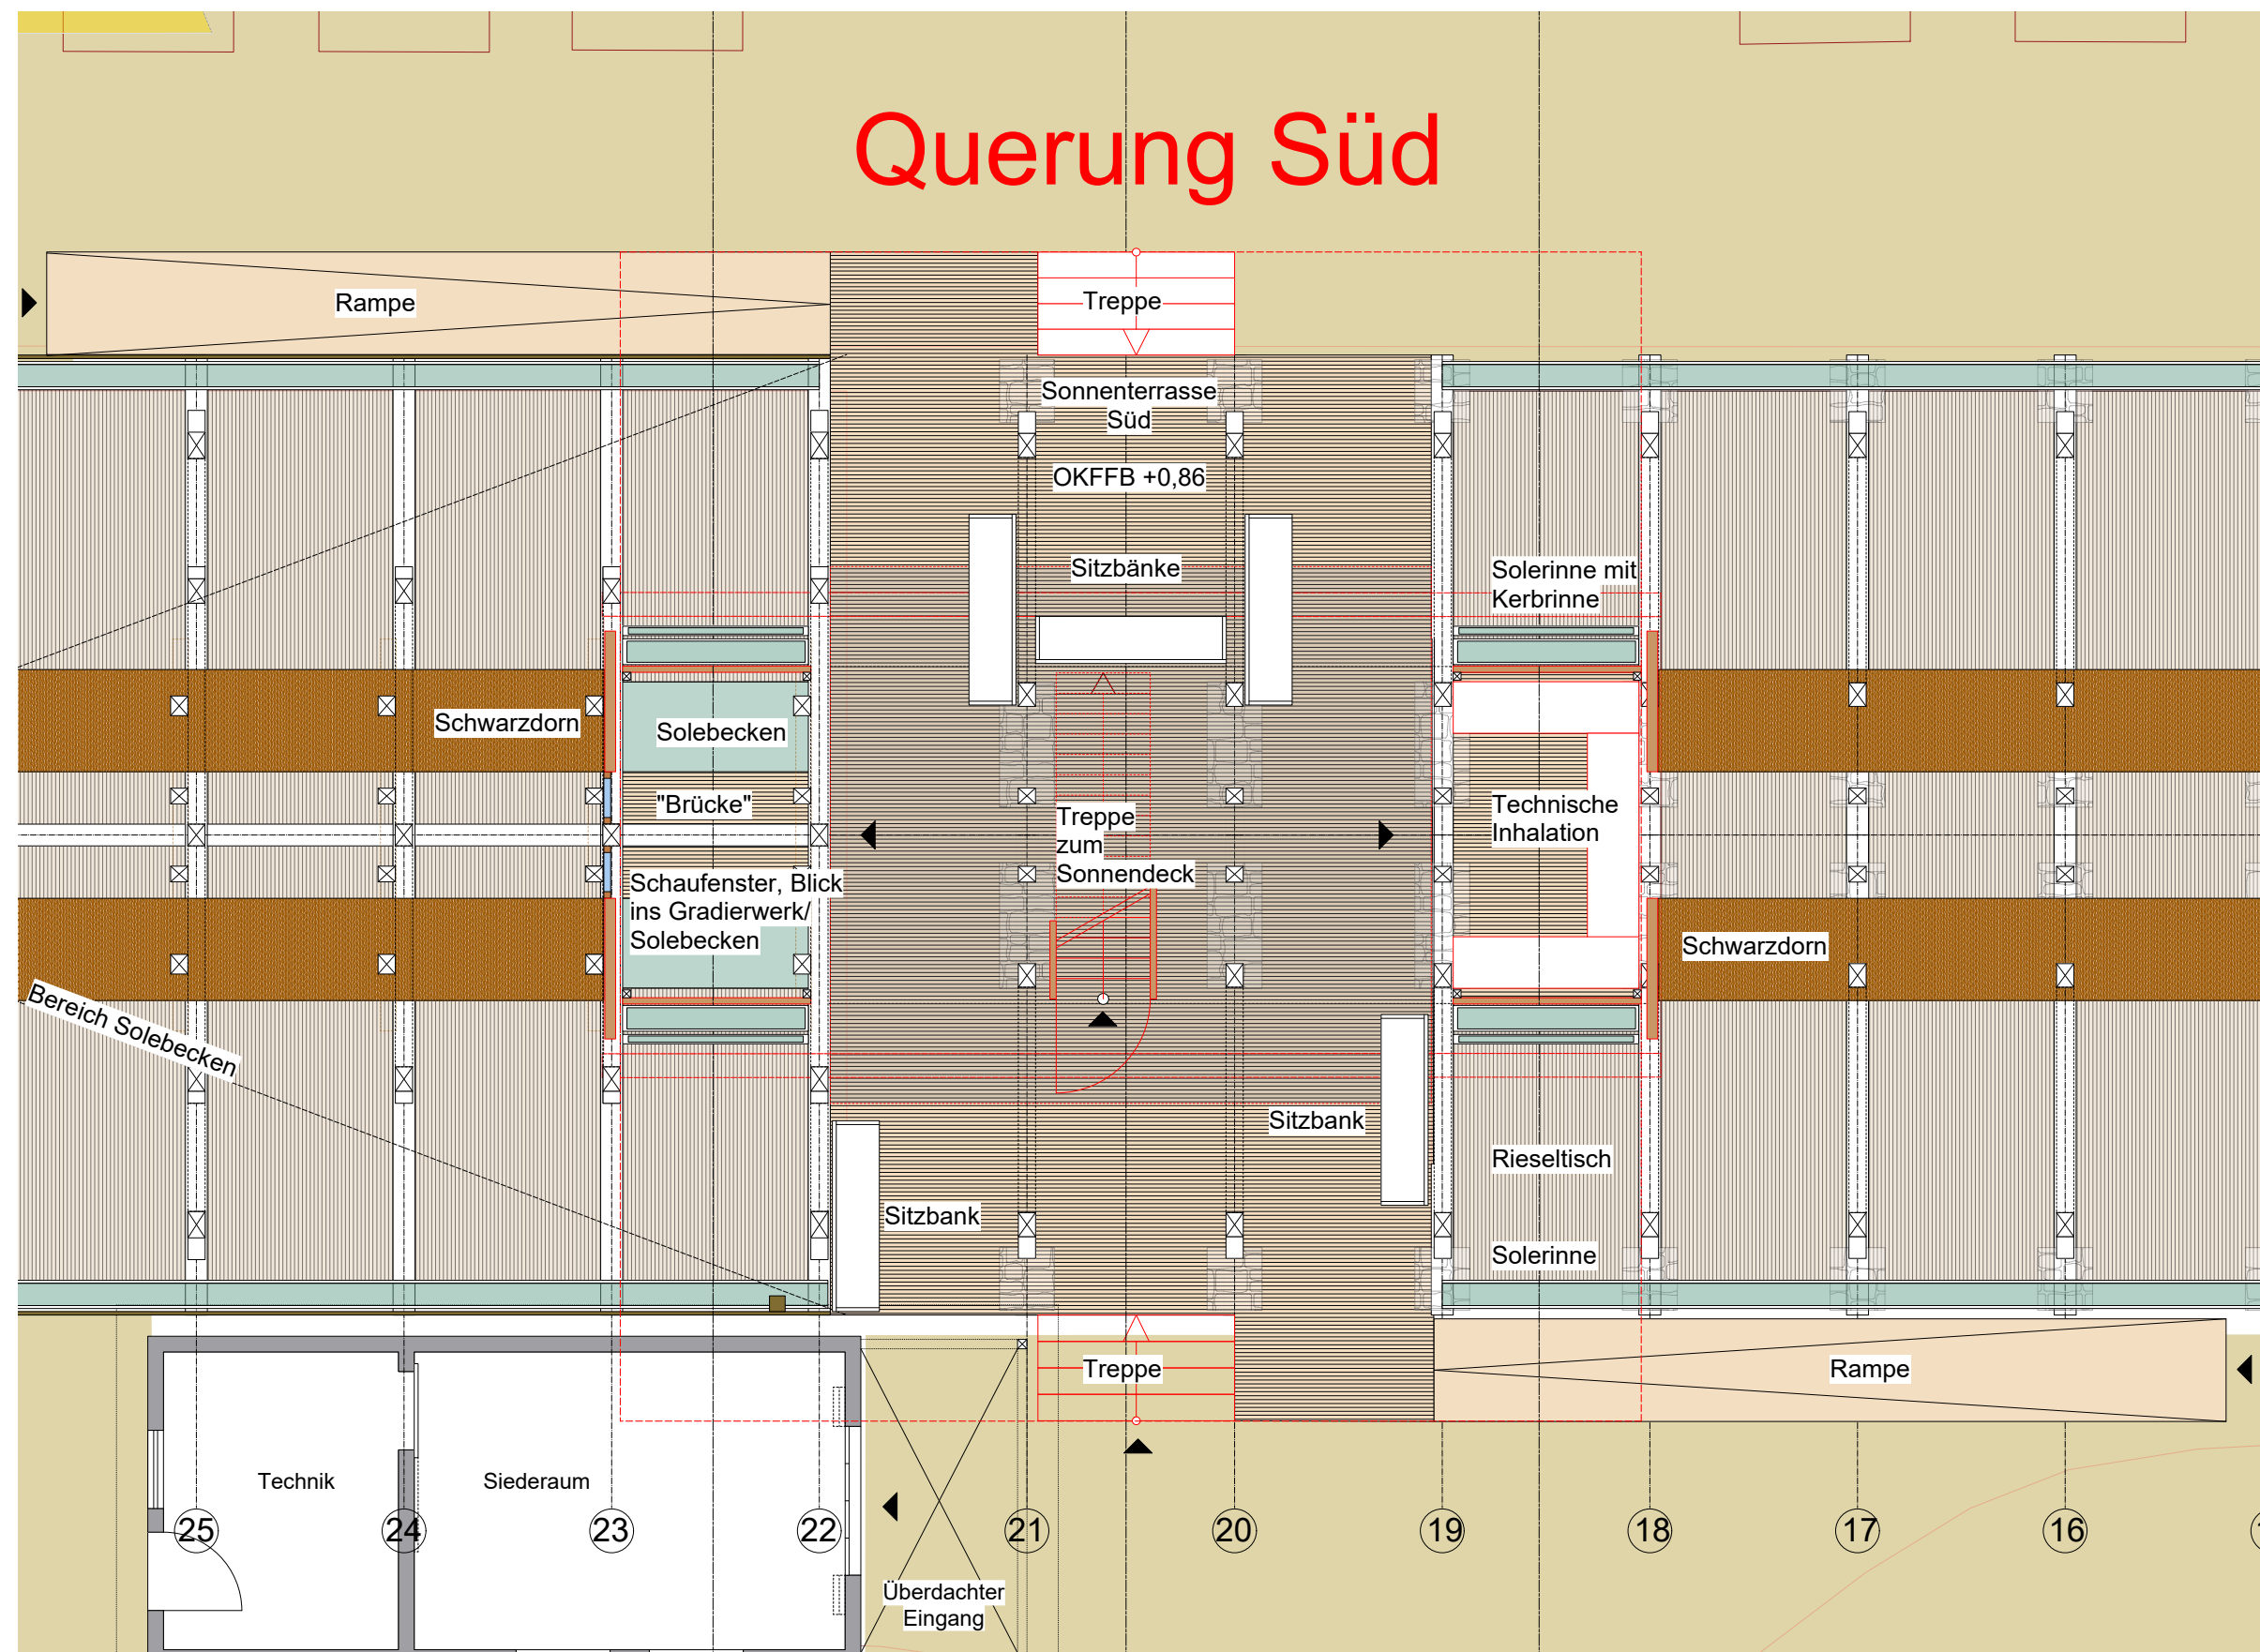 Querung Süd
Rampe
Treppe
Sonnenterrasse
Süd
OKFFB +0,86
Sitzbänke
Solerinne mit
Kerbrinne
Schwarzdorn
Solebecken
"Brücke"
Treppe
zum
Sonnendeck
Technische
Inhalation
Schaufenster, Blick
ins Gradierwerk/
Solebecken
Schwarzdorn
Bereich Solebecken
Sitzbank
Rieseltisch
Sitzbank
Solerinne
Treppe
Rampe
Technik
Siederaum
25
24
23
22
21
20
19
18
17
16
Überdachter
Eingang